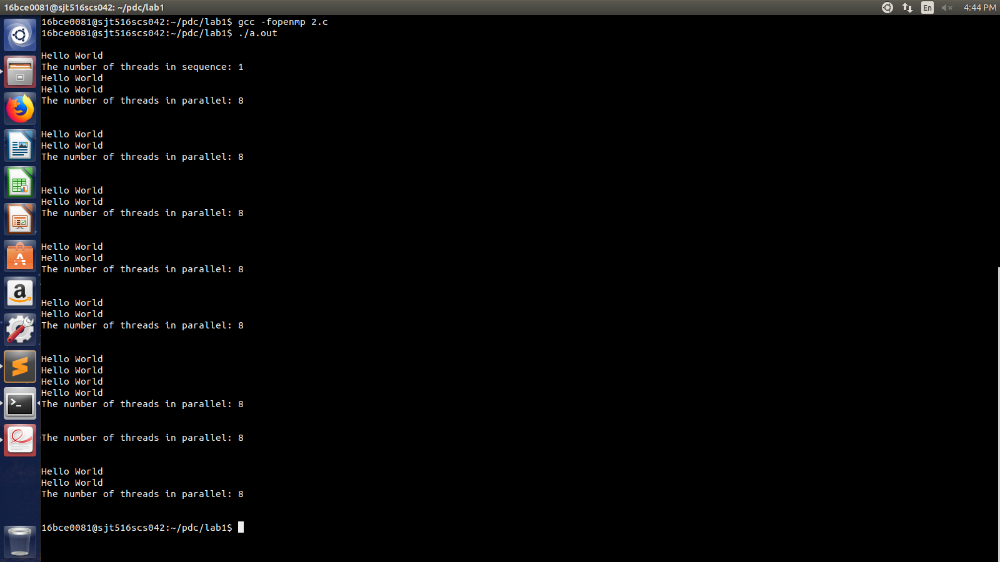 16bce0081@sjt516scs042: ~/pdc/lab1
En
4:44 PM
16bce0081@sjt516scs042:~/pdc/lab1$ gcc -fopenmp 2.c
16bce0081@sjt516scs042:~/pdc/lab1$ ./a.out
Hello World
The number of threads in sequence: 1
Hello World
Hello World
The number of threads in parallel: 8
Hello World
Hello World
The number of threads in parallel: 8
Hello World
Hello World
The number of threads in parallel: 8
Hello World
Hello World
The number of threads in parallel: 8
Hello World
Hello World
The number of threads in parallel: 8
Hello World
Hello World
Hello World
Hello World
The number of threads in parallel: 8
The number of threads in parallel: 8
Hello World
Hello World
The number of threads in parallel: 8
16bce0081@sjt516scs042:~/pdc/lab1$